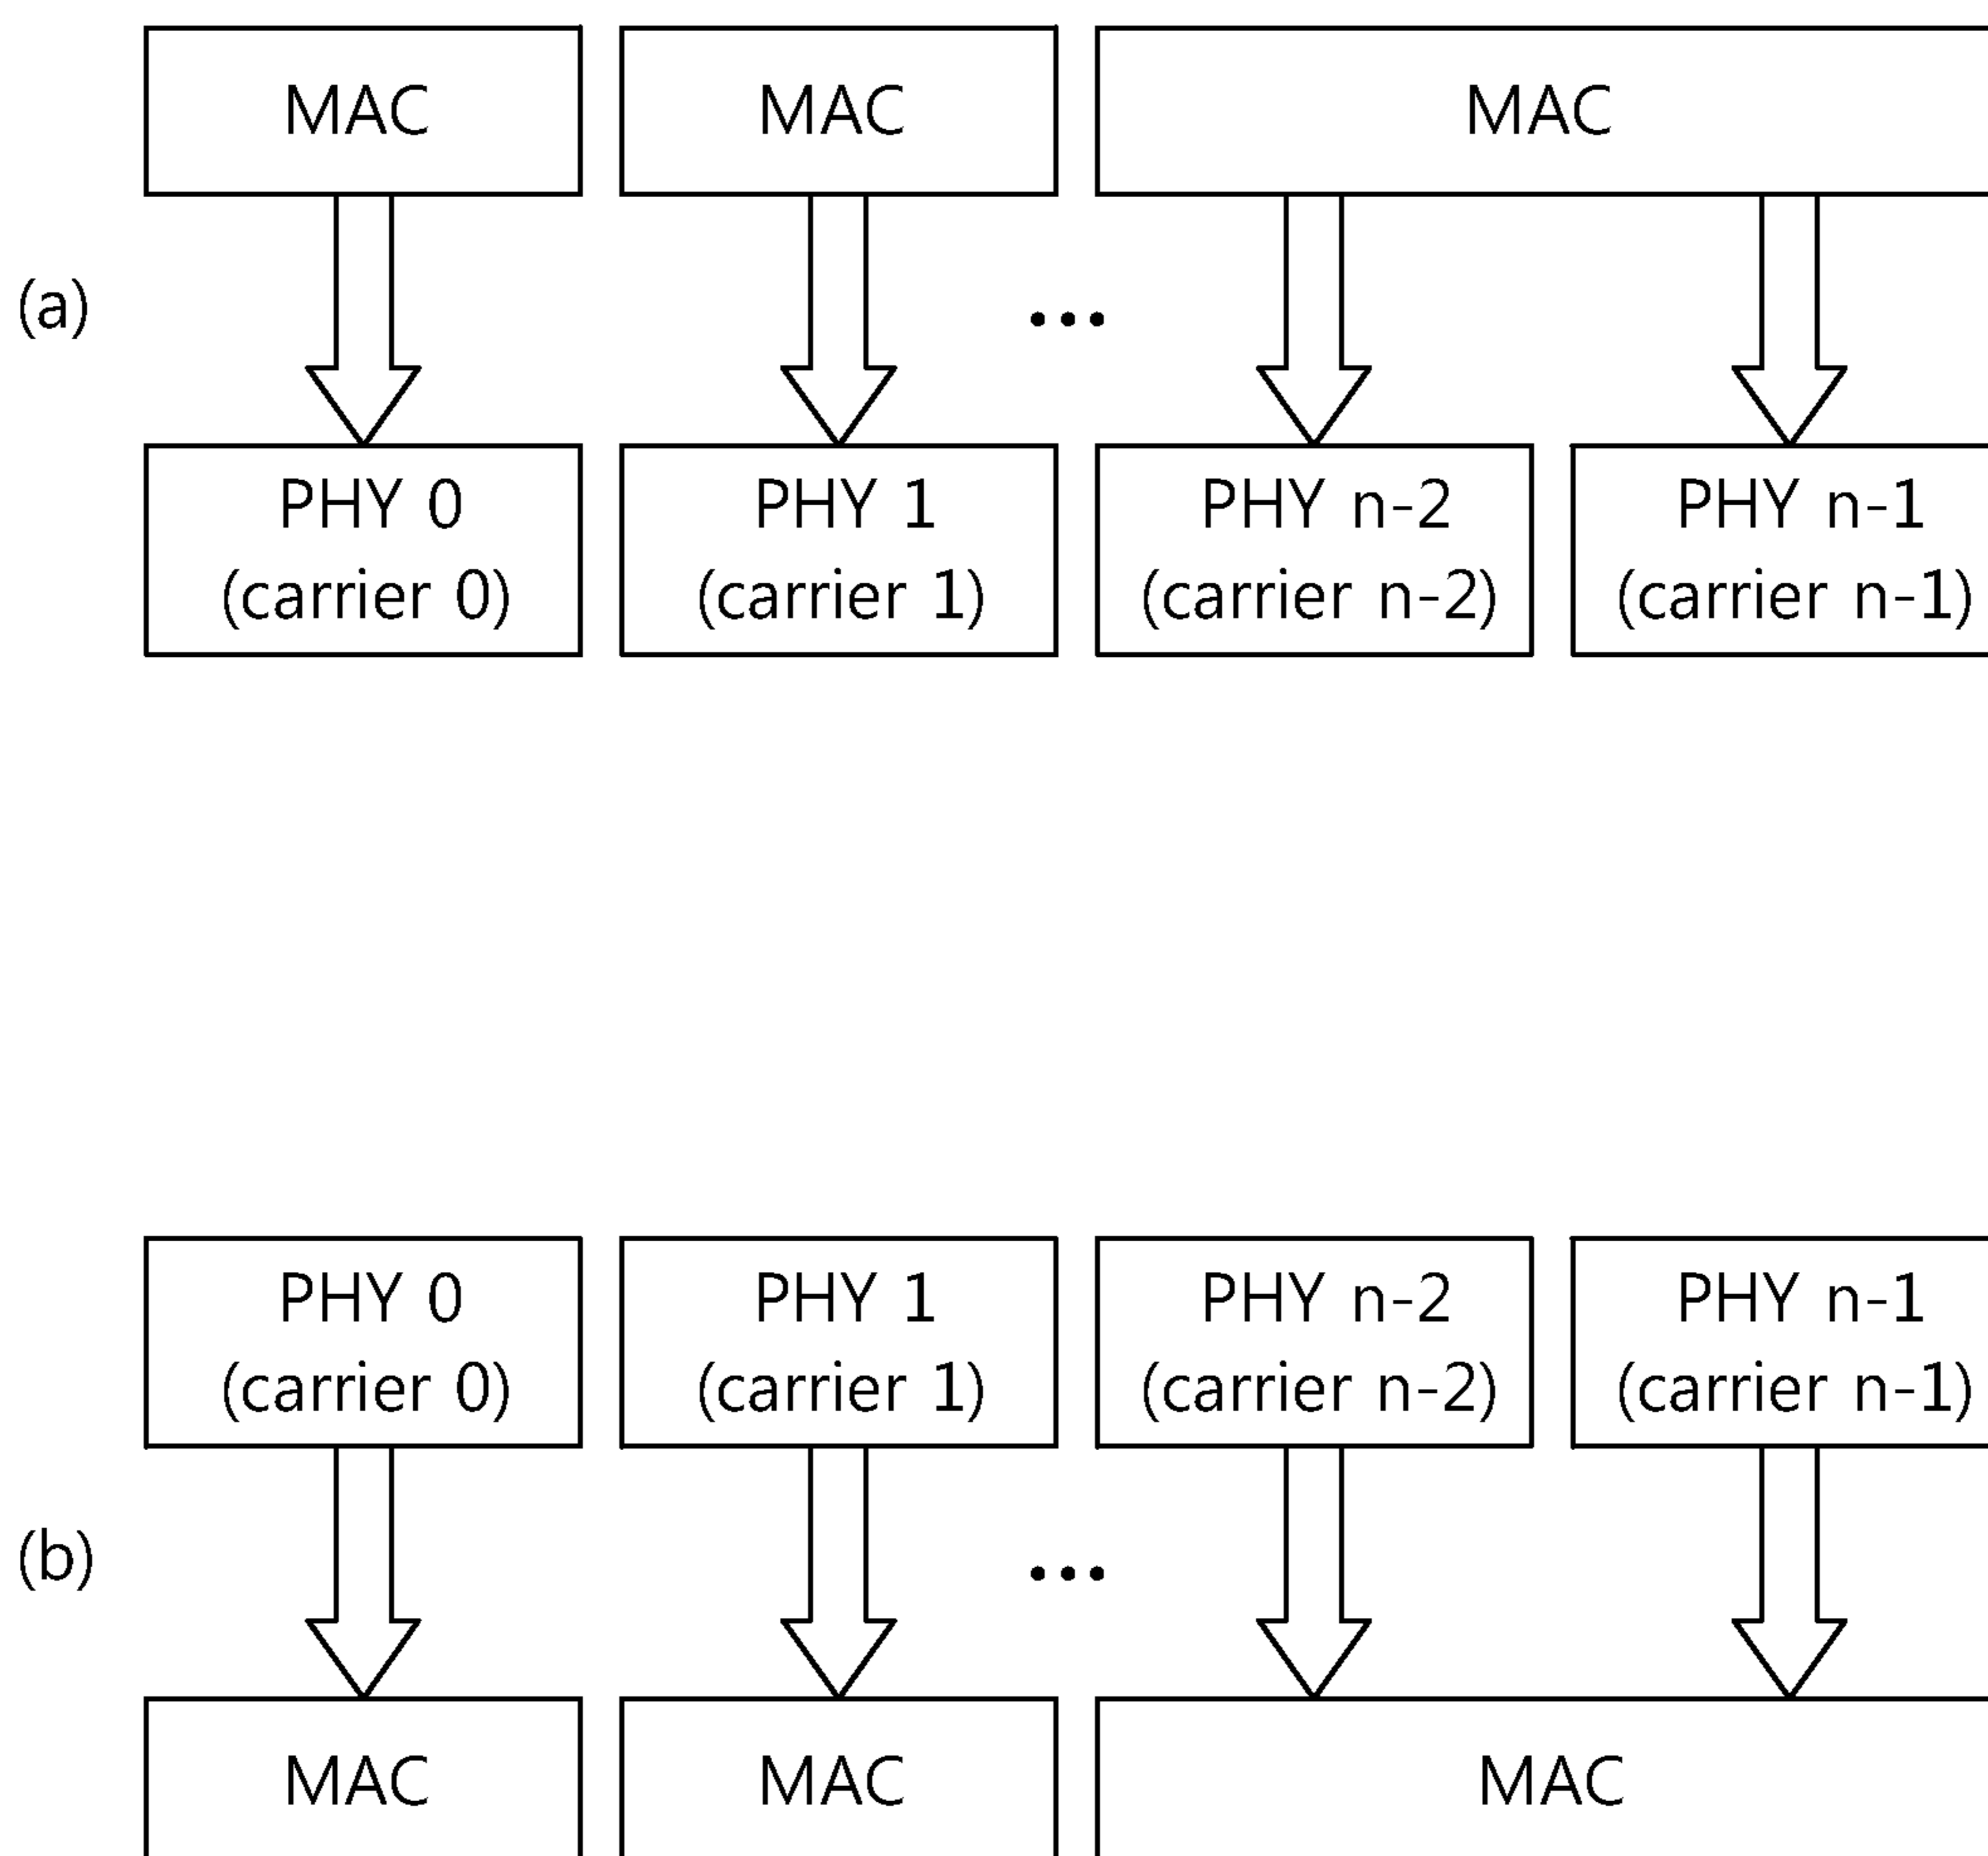 MAC MAC MAC
(a)
...
PHY 0 PHY 1 PHY n-2 PHY n-1
(carrier 0) (carrier 1) (carrier n-2) (carrier n-1)
PHY 0 PHY 1 PHY n-2 PHY n-1
(carrier 0) (carrier 1) (carrier n-2) (carrier n-1)
(b)
...
MAC MAC MAC